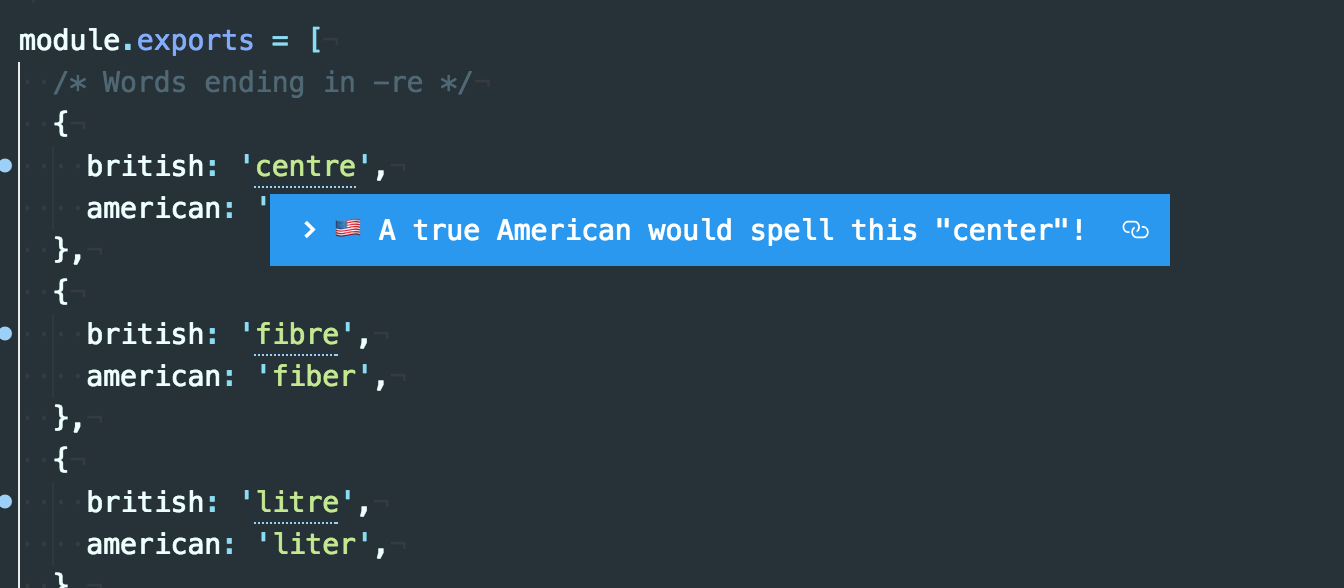 module.exports = [
/* Words ending in -re */
{
british: 'centre',
american: '
> 🇺🇸 A true American would spell this "center"!
},
{
british: 'fibre',
american: 'fiber',
},
{
british: 'litre',
american: 'liter',
}